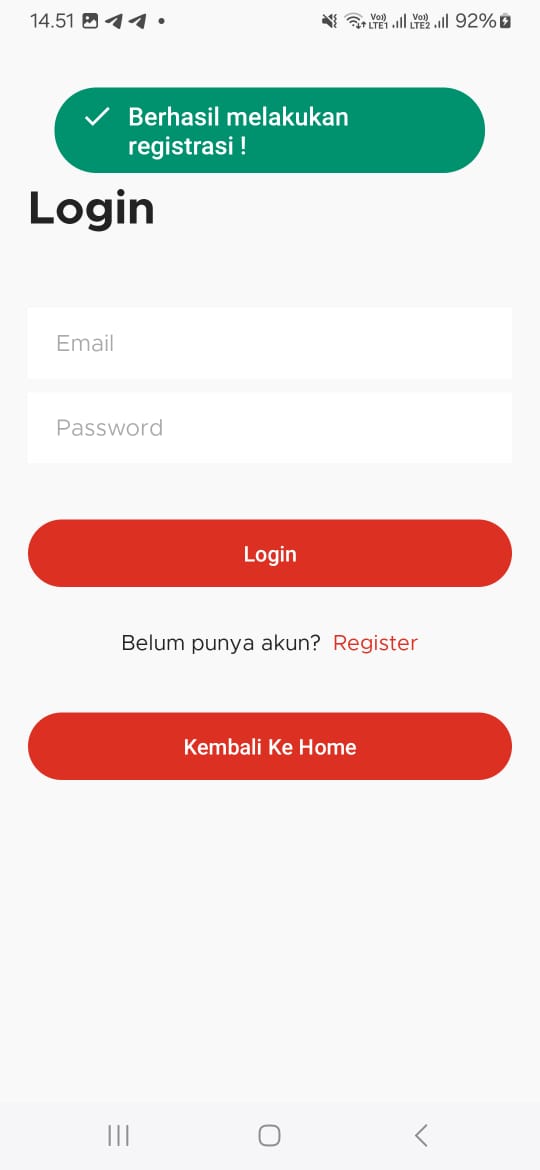 14.51 Vo) LTE1 Vo) LTE2 92%
Berhasil melakukan
registrasi !
Login
Email
Password
Login
Belum punya akun? Register
Kembali Ke Home